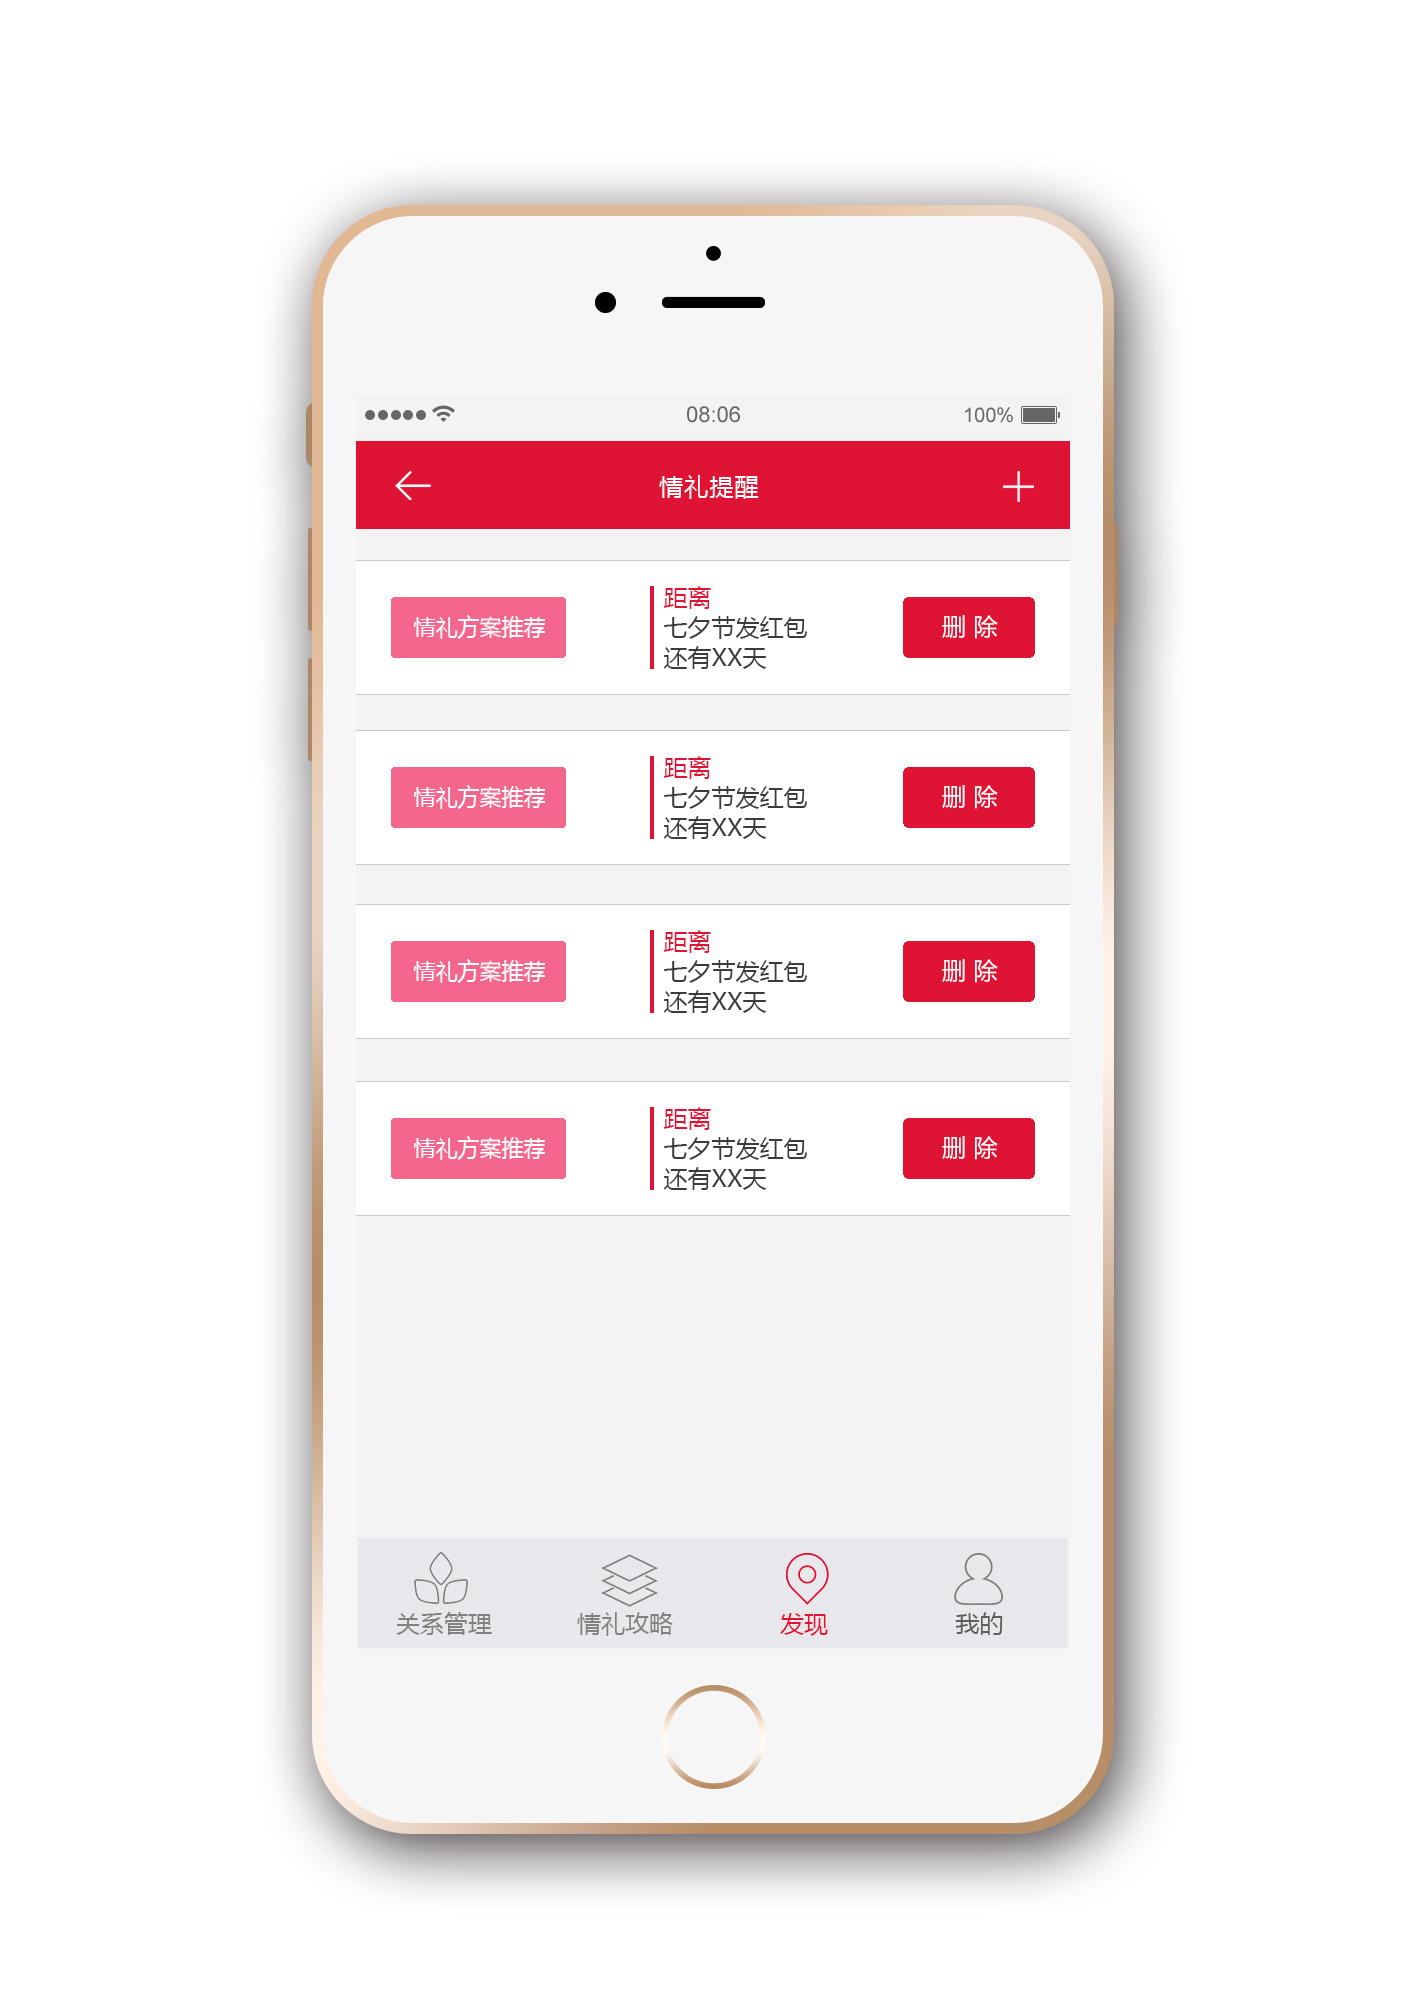 08:06
100%
情礼提醒
情礼方案推荐
距离
七夕节发红包
还有XX天
删 除
情礼方案推荐
距离
七夕节发红包
还有XX天
删 除
情礼方案推荐
距离
七夕节发红包
还有XX天
删 除
情礼方案推荐
距离
七夕节发红包
还有XX天
删 除
关系管理
情礼攻略
发现
我的